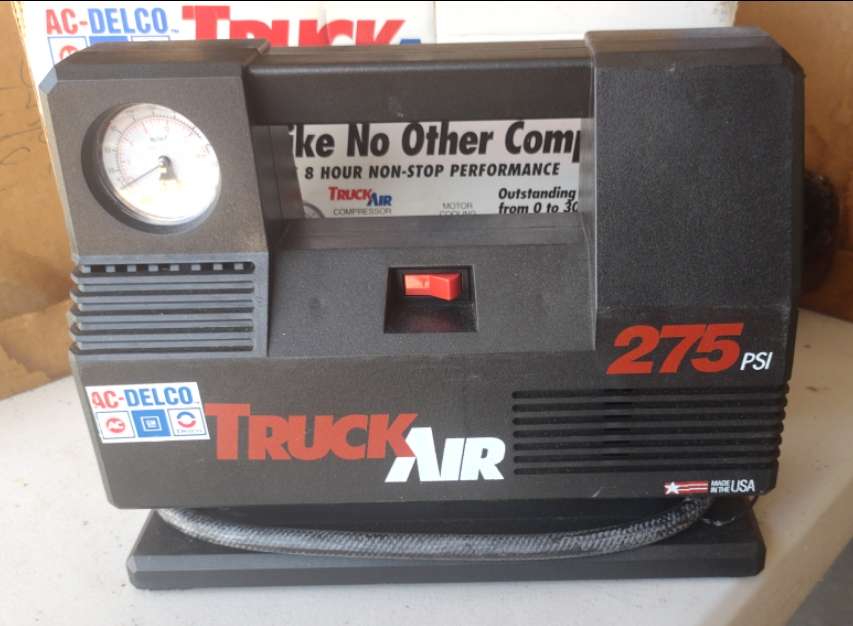 AC-DELCO™
TRUCK A
ike No Other Comp
8 HOUR NON-STOP PERFORMANCE
TRUCK AIR
COMPRESSOR
MOTOR
COOLING
Outstanding
from 0 to 30
275 PSI
AC-DELCO
TRUCK AIR
MADE IN THE USA